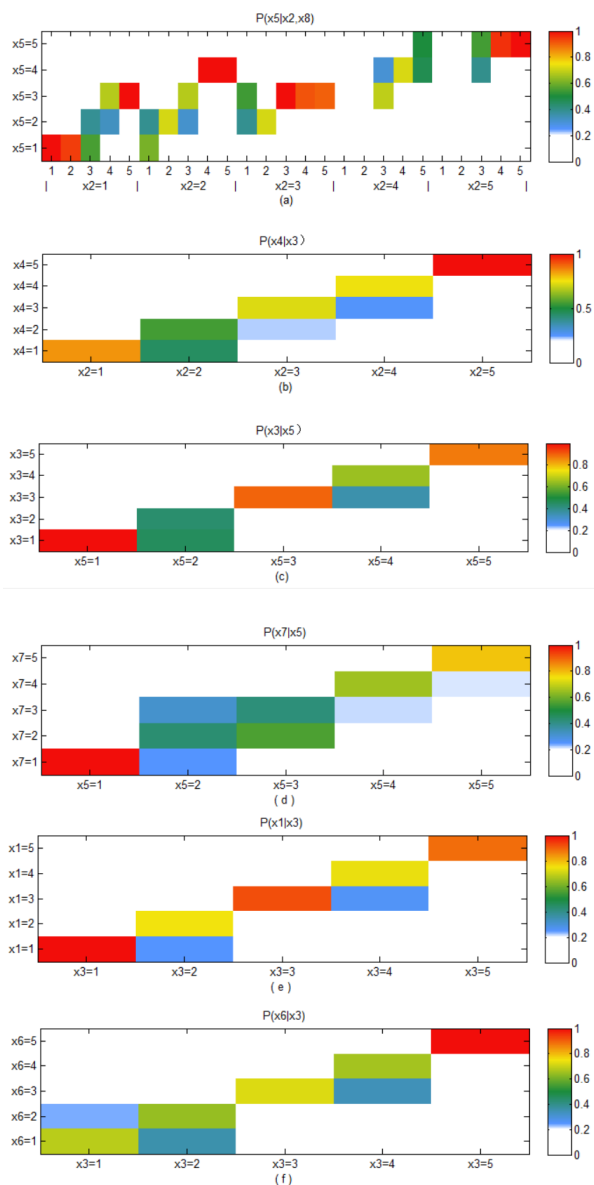 P(x5|x2,x8)
x5=5
x5=4
x5=3
x5=2
x5=1
1 2 3 4 5 1 2 3 4 5 1 2 3 4 5 1 2 3 4 5 1 2 3 4 5
| x2=1 | x2=2 | x2=3 | x2=4 | x2=5 |
(a)
1
0.8
0.6
0.4
0.2
0
P(x4|x3）
x4=5
x4=4
x4=3
x4=2
x4=1
x2=1 x2=2 x2=3 x2=4 x2=5
(b)
1
0.5
0
P(x3|x5）
x3=5
x3=4
x3=3
x3=2
x3=1
x5=1 x5=2 x5=3 x5=4 x5=5
(c)
0.8
0.6
0.4
0.2
0
P(x7|x5)
x7=5
x7=4
x7=3
x7=2
x7=1
x5=1 x5=2 x5=3 x5=4 x5=5
( d )
1
0.8
0.6
0.4
0.2
0
P(x1|x3)
x1=5
x1=4
x1=3
x1=2
x1=1
x3=1 x3=2 x3=3 x3=4 x3=5
( e )
1
0.8
0.6
0.4
0.2
0
P(x6|x3)
x6=5
x6=4
x6=3
x6=2
x6=1
x3=1 x3=2 x3=3 x3=4 x3=5
( f )
1
0.8
0.6
0.4
0.2
0